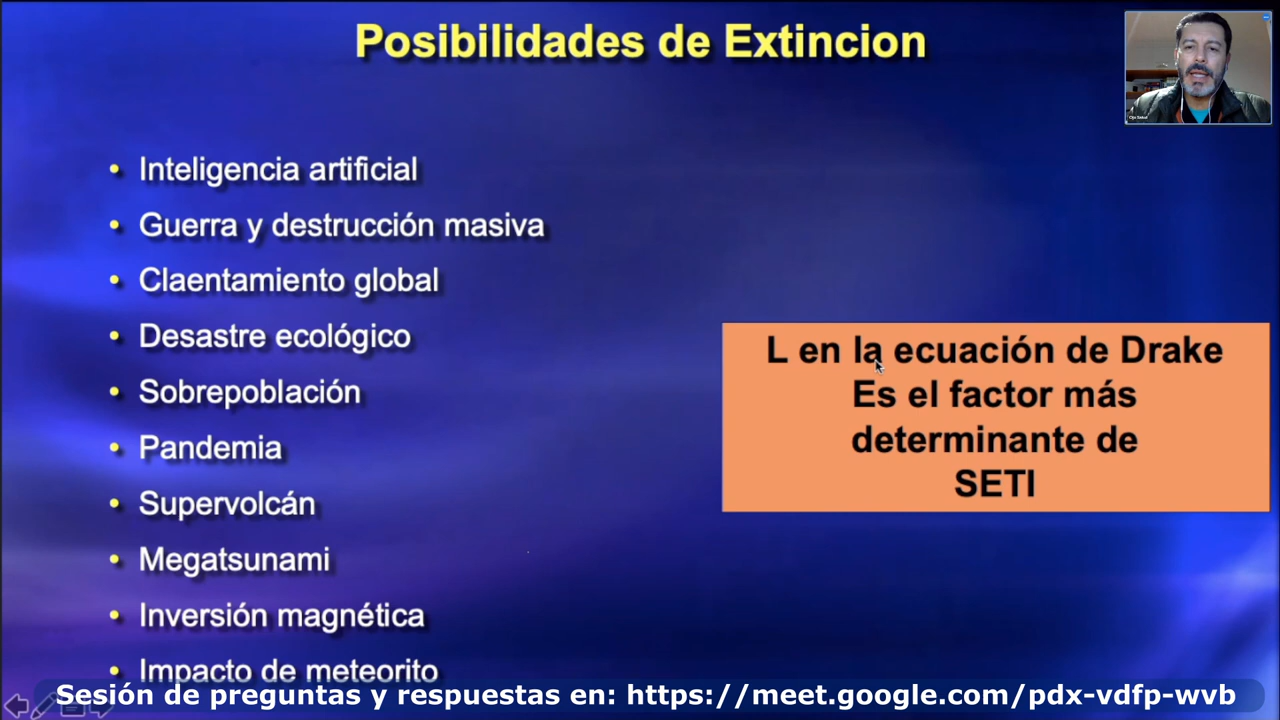 Posibilidades de Extincion
Inteligencia artificial
Guerra y destrucción masiva
Claentamiento global
Desastre ecológico
Sobrepoblación
Pandemia
Supervolcán
Megatsunami
Inversión magnética
Impacto de meteorito
L en la ecuación de Drake
Es el factor más
determinante de
SETI
Sesión de preguntas y respuestas en: https://meet.google.com/pdx-vdfp-wvb